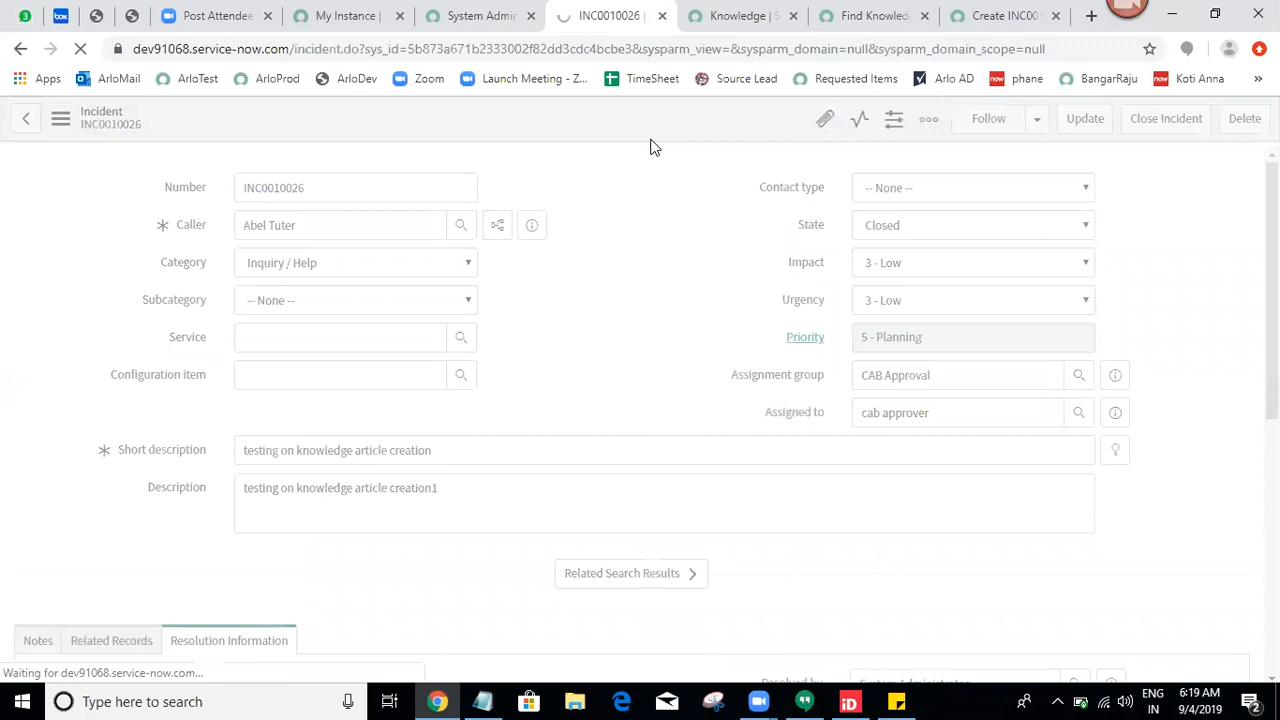 Post Attendee
My Instance |
System Admin
INC0010026 |
Knowledge | S
Find Knowled
Create INC00
dev91068.service-now.com/incident.do?sys_id=5b873a671b2333002f82dd3cdc4bcbe3&sysparm_view=&sysparm_domain=null&sysparm_domain_scope=null
Apps
ArloMail
ArloTest
ArloProd
ArloDev
Zoom
Launch Meeting - Z...
TimeSheet
Source Lead
Requested Items
Arlo AD
now phane
BangarRaju
now Koti Anna
»
Incident
INC0010026
Follow
Update
Close Incident
Delete
Number INC0010026 Contact type -- None --
Caller Abel Tuter State Closed
Category Inquiry / Help Impact 3 - Low
Subcategory -- None -- Urgency 3 - Low
Service Priority 5 - Planning
Configuration item Assignment group CAB Approval
Assigned to cab approver
Short description testing on knowledge article creation
Description testing on knowledge article creation1
Related Search Results
Notes Related Records Resolution Information
Waiting for dev91068.service-now.com...
Type here to search
ENG
IN
6:19 AM
9/4/2019
2